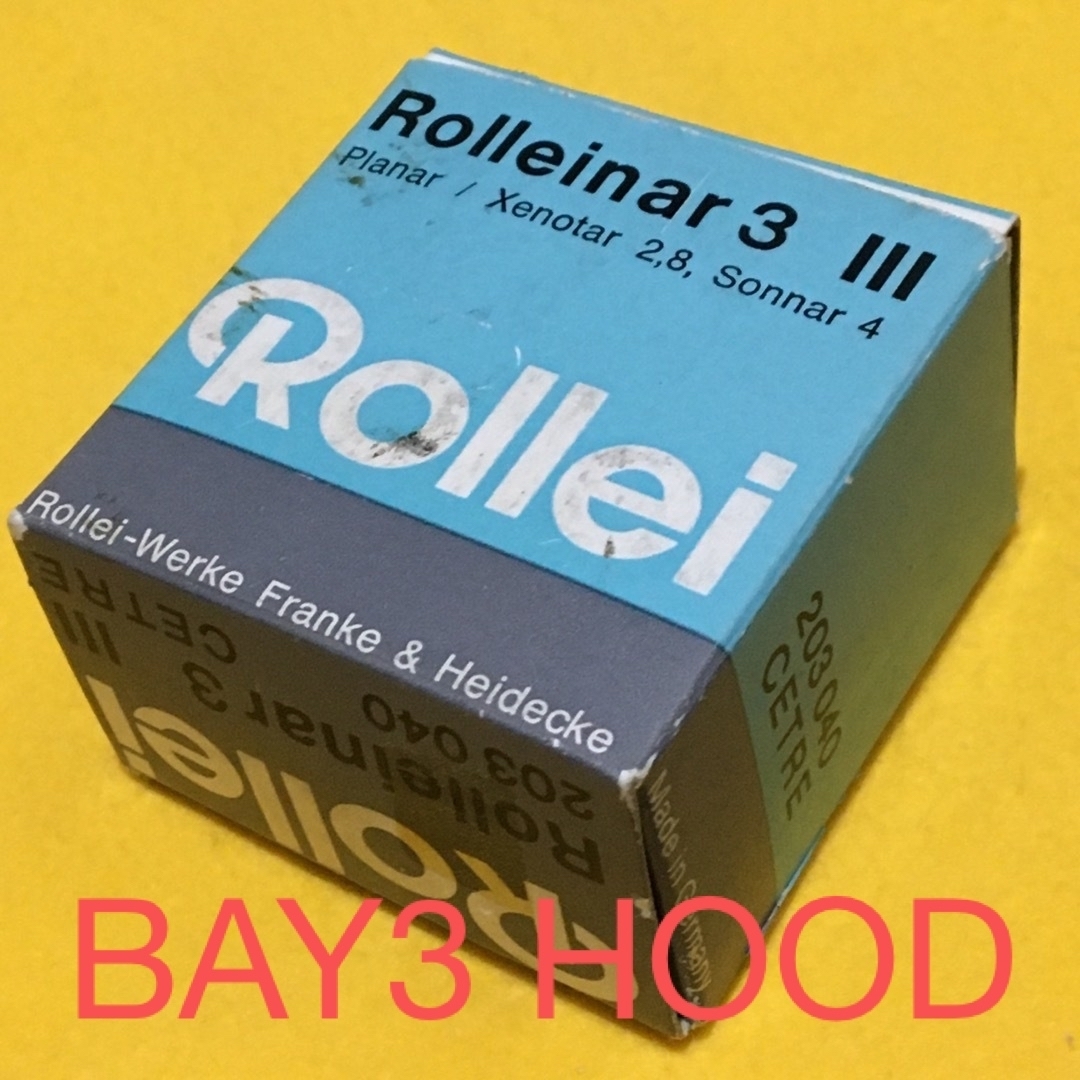 Rolleinar 3 III
Planar / Xenotar 2,8, Sonnar 4
Rollei
Rollei-Werke Franke & Heidecke
203 040
CETRE
Made in Germany
203 040
CETRE
Rolleinar 3 III
Rollei
BAY3 HOOD